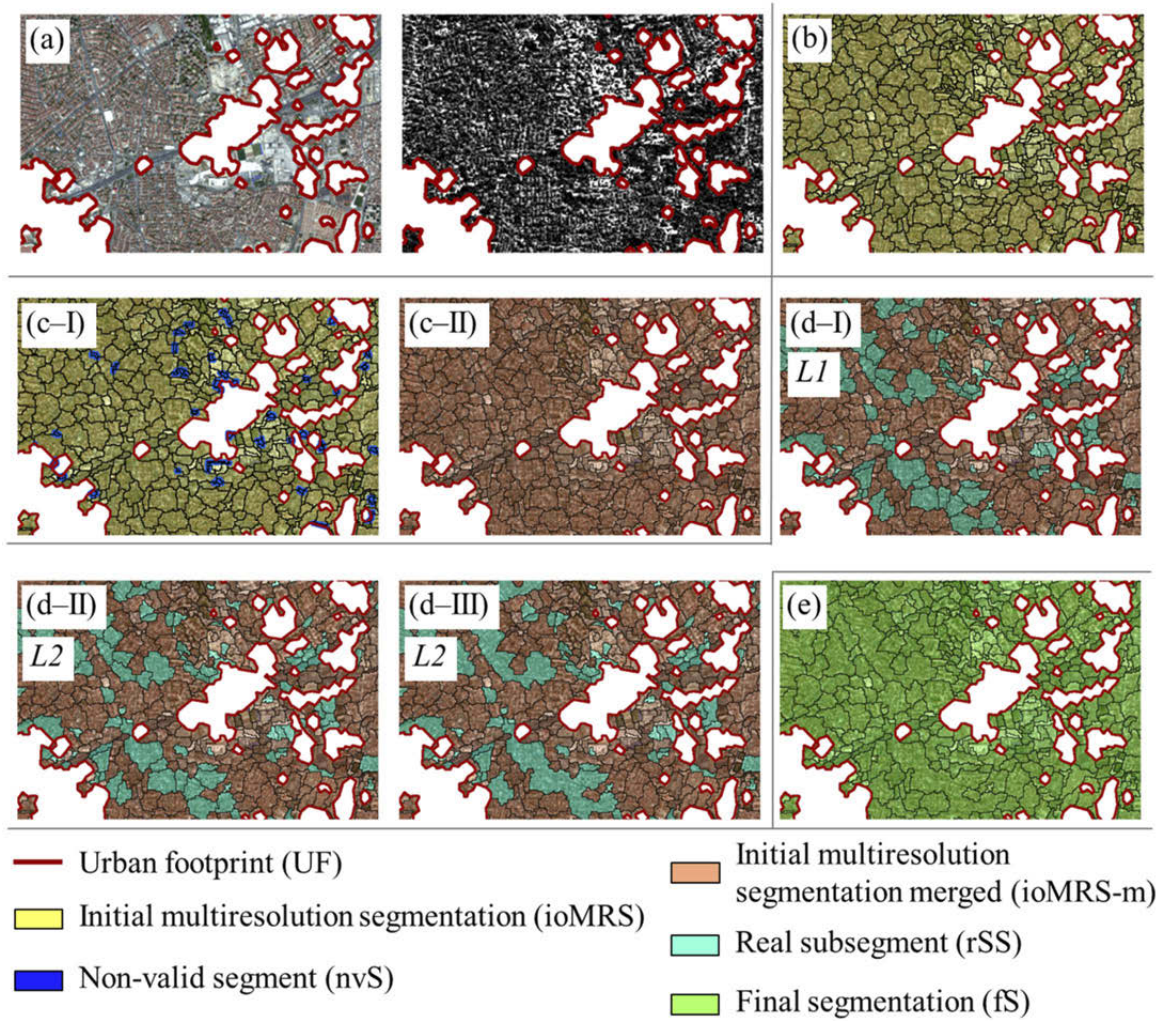 (a)
(b)
(c–I)
(c–II)
(d–I)
L1
(d–II)
L2
(d–III)
L2
(e)
Urban footprint (UF)
Initial multiresolution segmentation (ioMRS)
Non-valid segment (nvS)
Initial multiresolution
segmentation merged (ioMRS-m)
Real subsegment (rSS)
Final segmentation (fS)